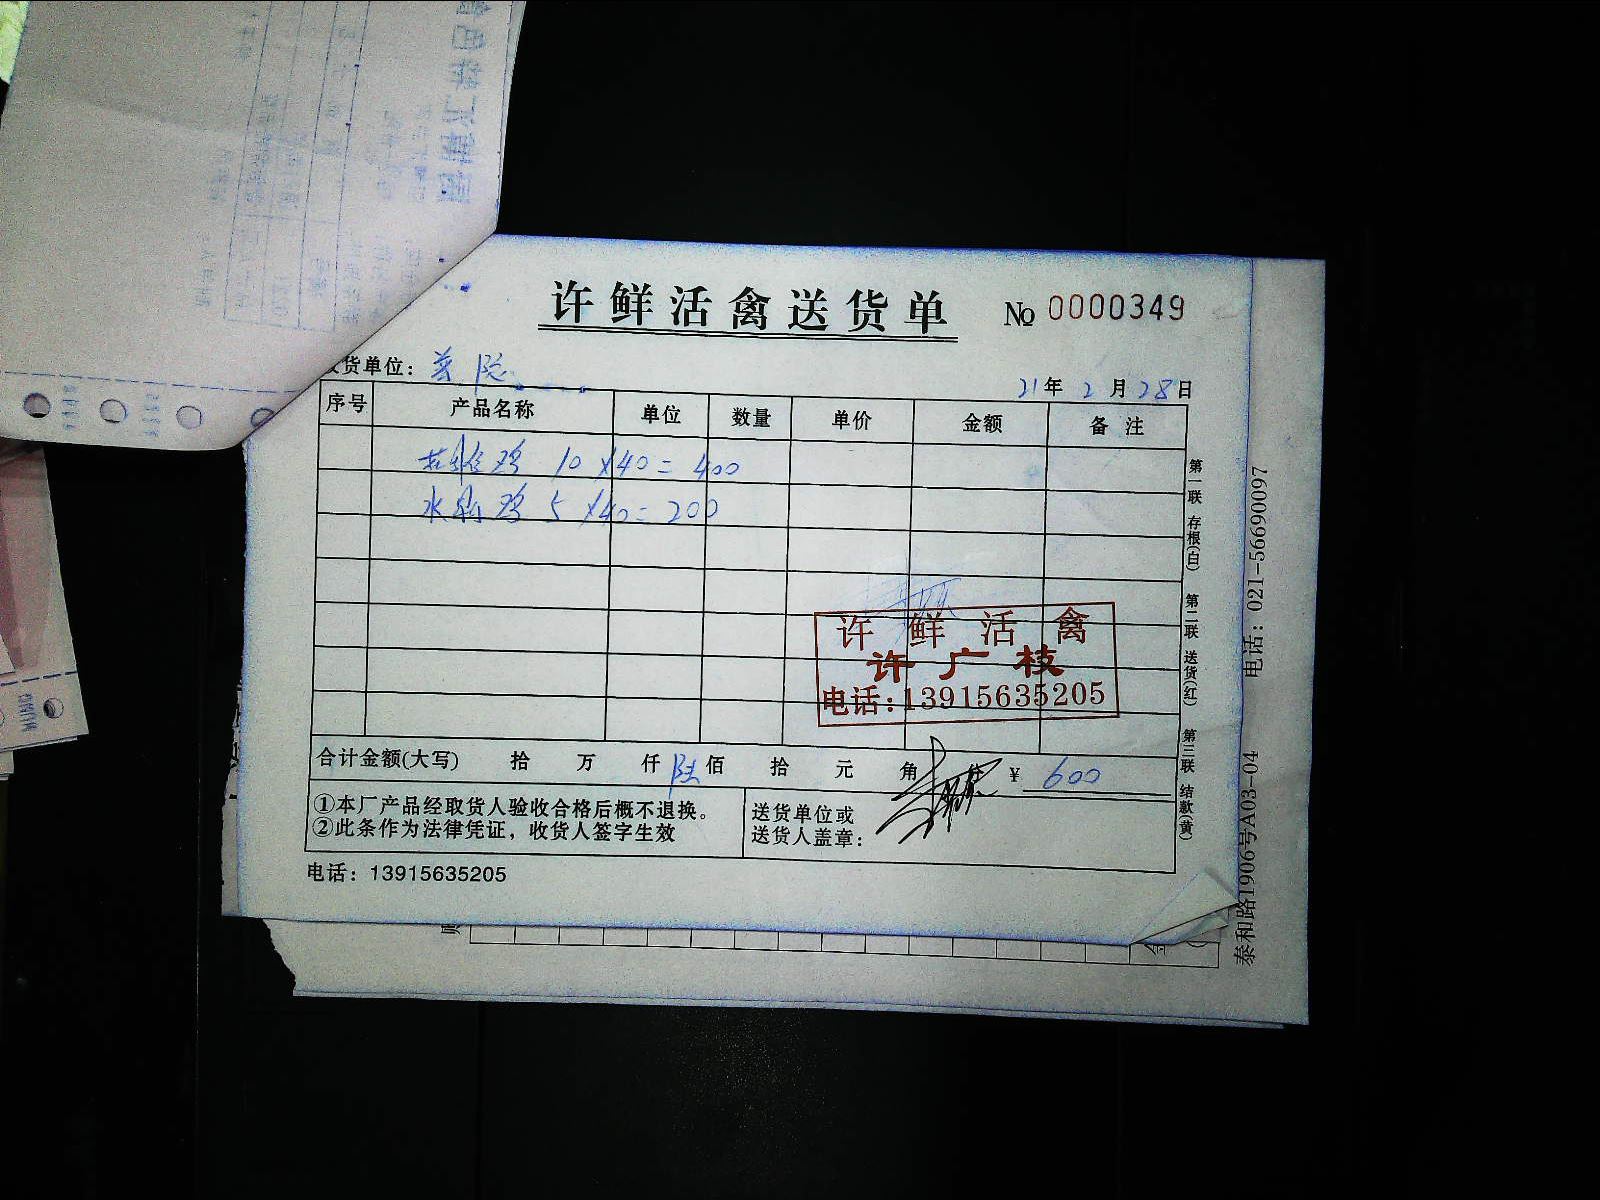 许鲜活禽送货单 № 0000349
货单位：
21年 2 月 28日
序号 产品名称 单位 数量 单价 金额 备注
鸡 10 ×40= 400
水 鸡 5 ×40= 200
许鲜活禽
许广枝
电话:13915635205
合计金额(大写) 拾 万 仟 陆佰 拾 元 角 ¥ 600
①本厂产品经取货人验收合格后概不退换。
②此条作为法律凭证，收货人签字生效
送货单位或
送货人盖章：
电话：13915635205
第一联 存根(白) 第二联 送货(红) 第三联 结款(黄)
泰和路1906号A03-04 电话：021-56690097